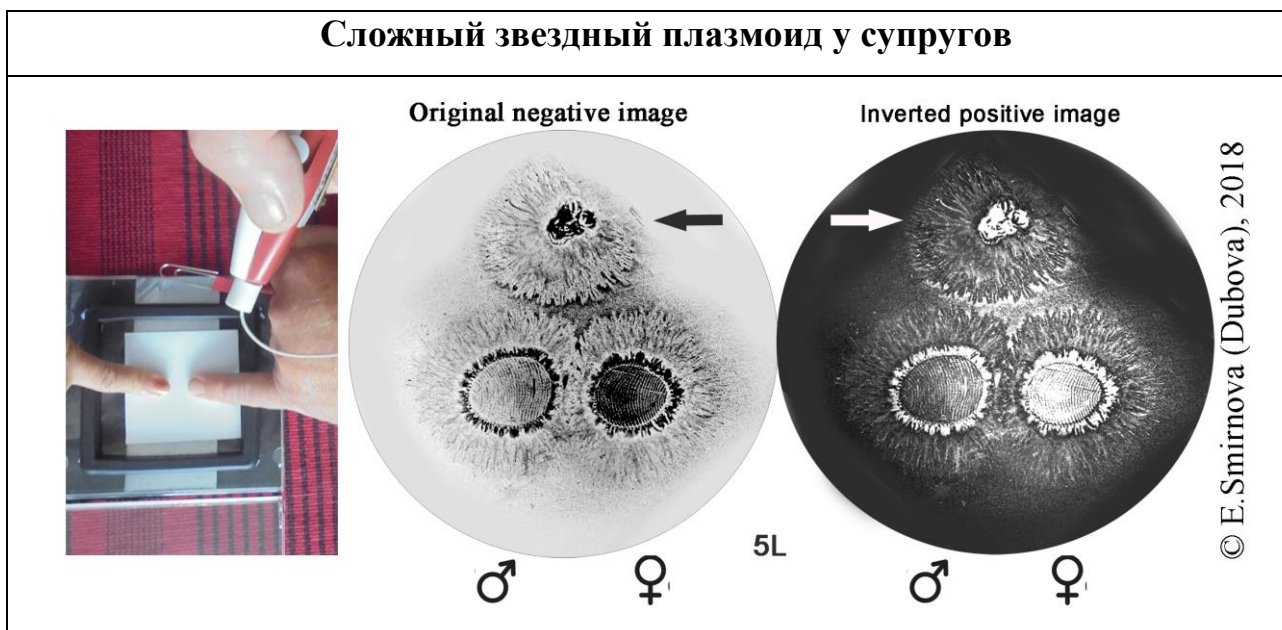 Сложный звездный плазмоид у супругов
Original negative image
Inverted positive image
5L
♂ ♀ ♂ ♀
© E.Smirnova (Dubova), 2018